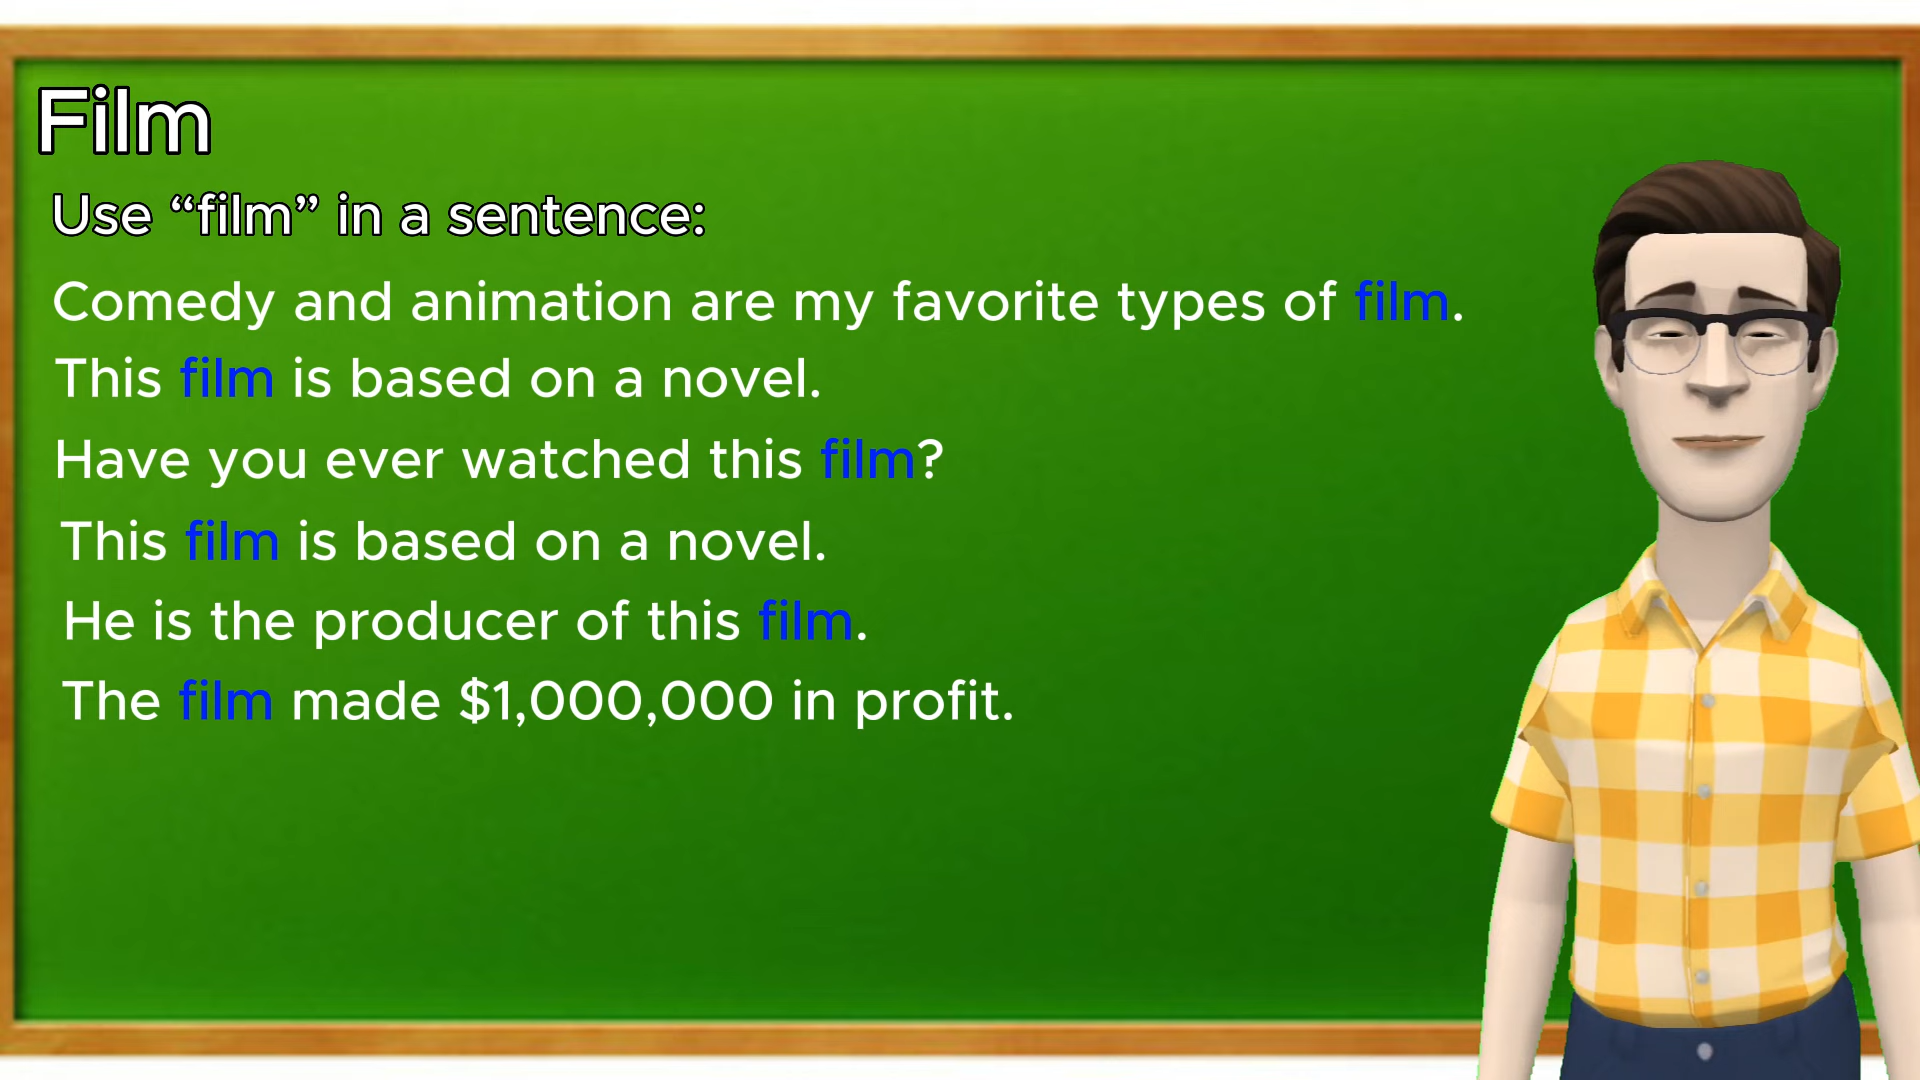 Film
Use “film” in a sentence:
Comedy and animation are my favorite types of film.
This film is based on a novel.
Have you ever watched this film?
This film is based on a novel.
He is the producer of this film.
The film made $1,000,000 in profit.